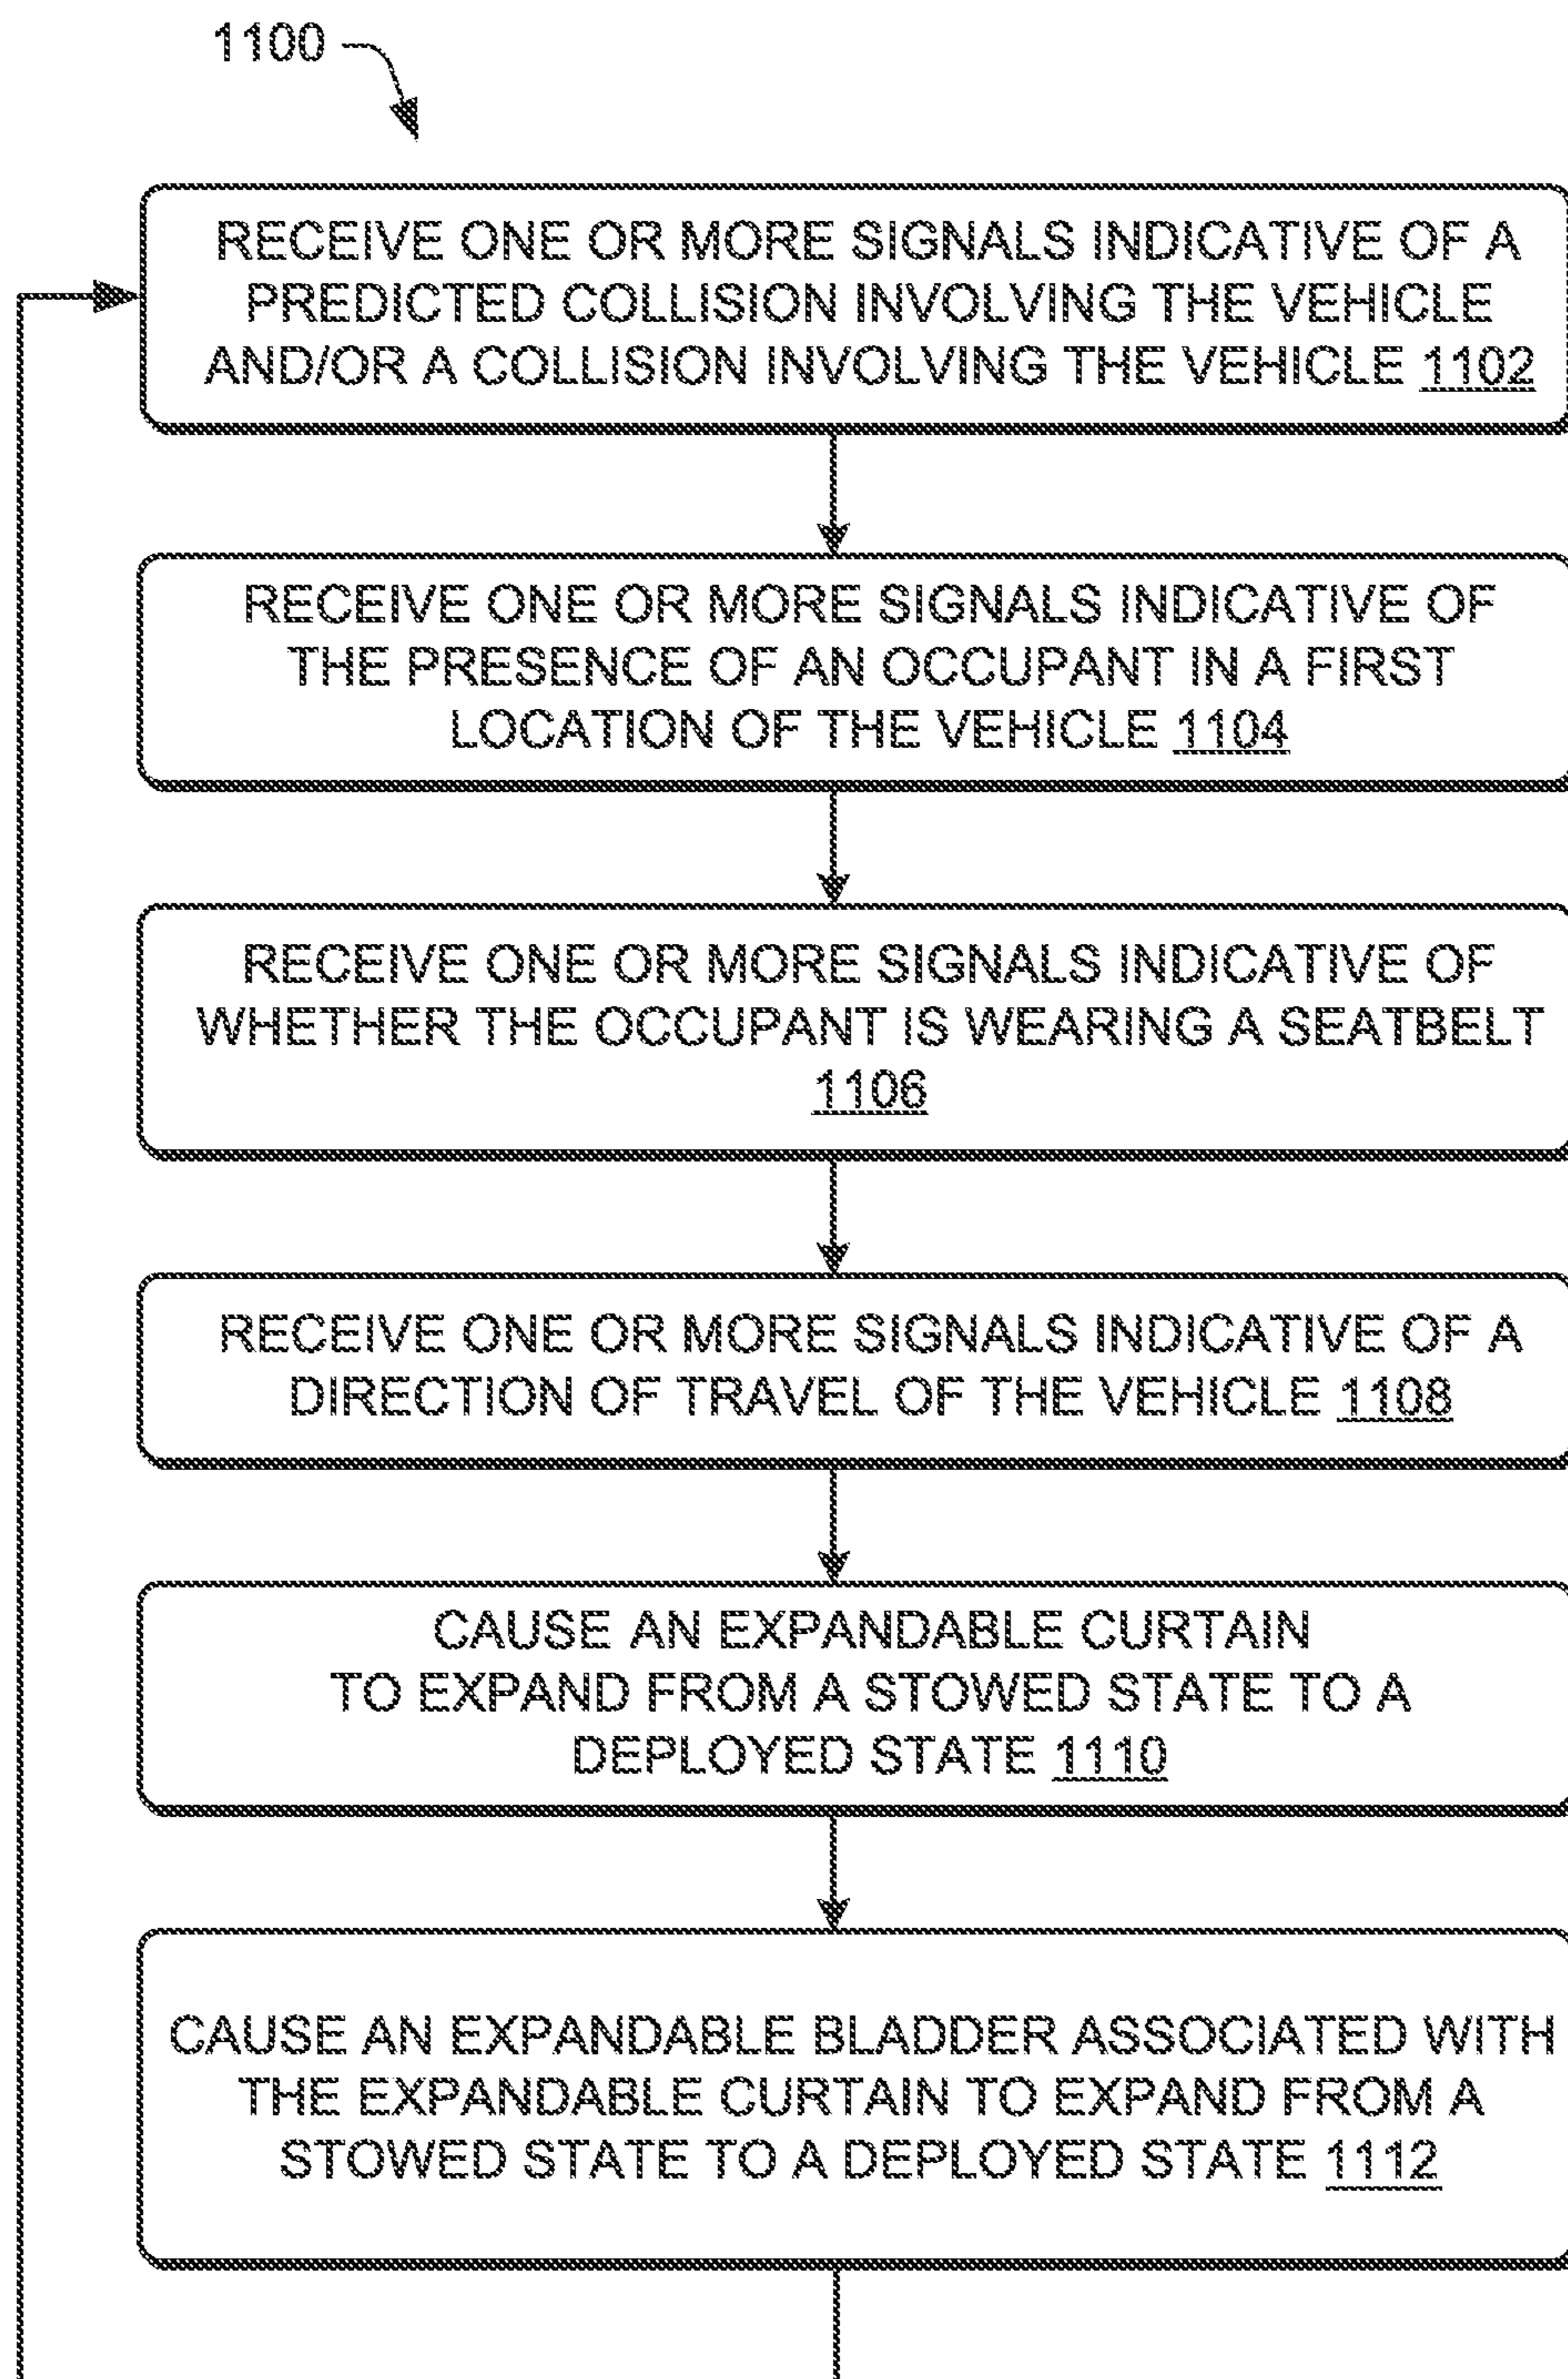 1100
RECEIVE ONE OR MORE SIGNALS INDICATIVE OF A
PREDICTED COLLISION INVOLVING THE VEHICLE
AND/OR A COLLISION INVOLVING THE VEHICLE 1102
RECEIVE ONE OR MORE SIGNALS INDICATIVE OF
THE PRESENCE OF AN OCCUPANT IN A FIRST
LOCATION OF THE VEHICLE 1104
RECEIVE ONE OR MORE SIGNALS INDICATIVE OF
WHETHER THE OCCUPANT IS WEARING A SEATBELT
1106
RECEIVE ONE OR MORE SIGNALS INDICATIVE OF A
DIRECTION OF TRAVEL OF THE VEHICLE 1108
CAUSE AN EXPANDABLE CURTAIN
TO EXPAND FROM A STOWED STATE TO A
DEPLOYED STATE 1110
CAUSE AN EXPANDABLE BLADDER ASSOCIATED WITH
THE EXPANDABLE CURTAIN TO EXPAND FROM A
STOWED STATE TO A DEPLOYED STATE 1112